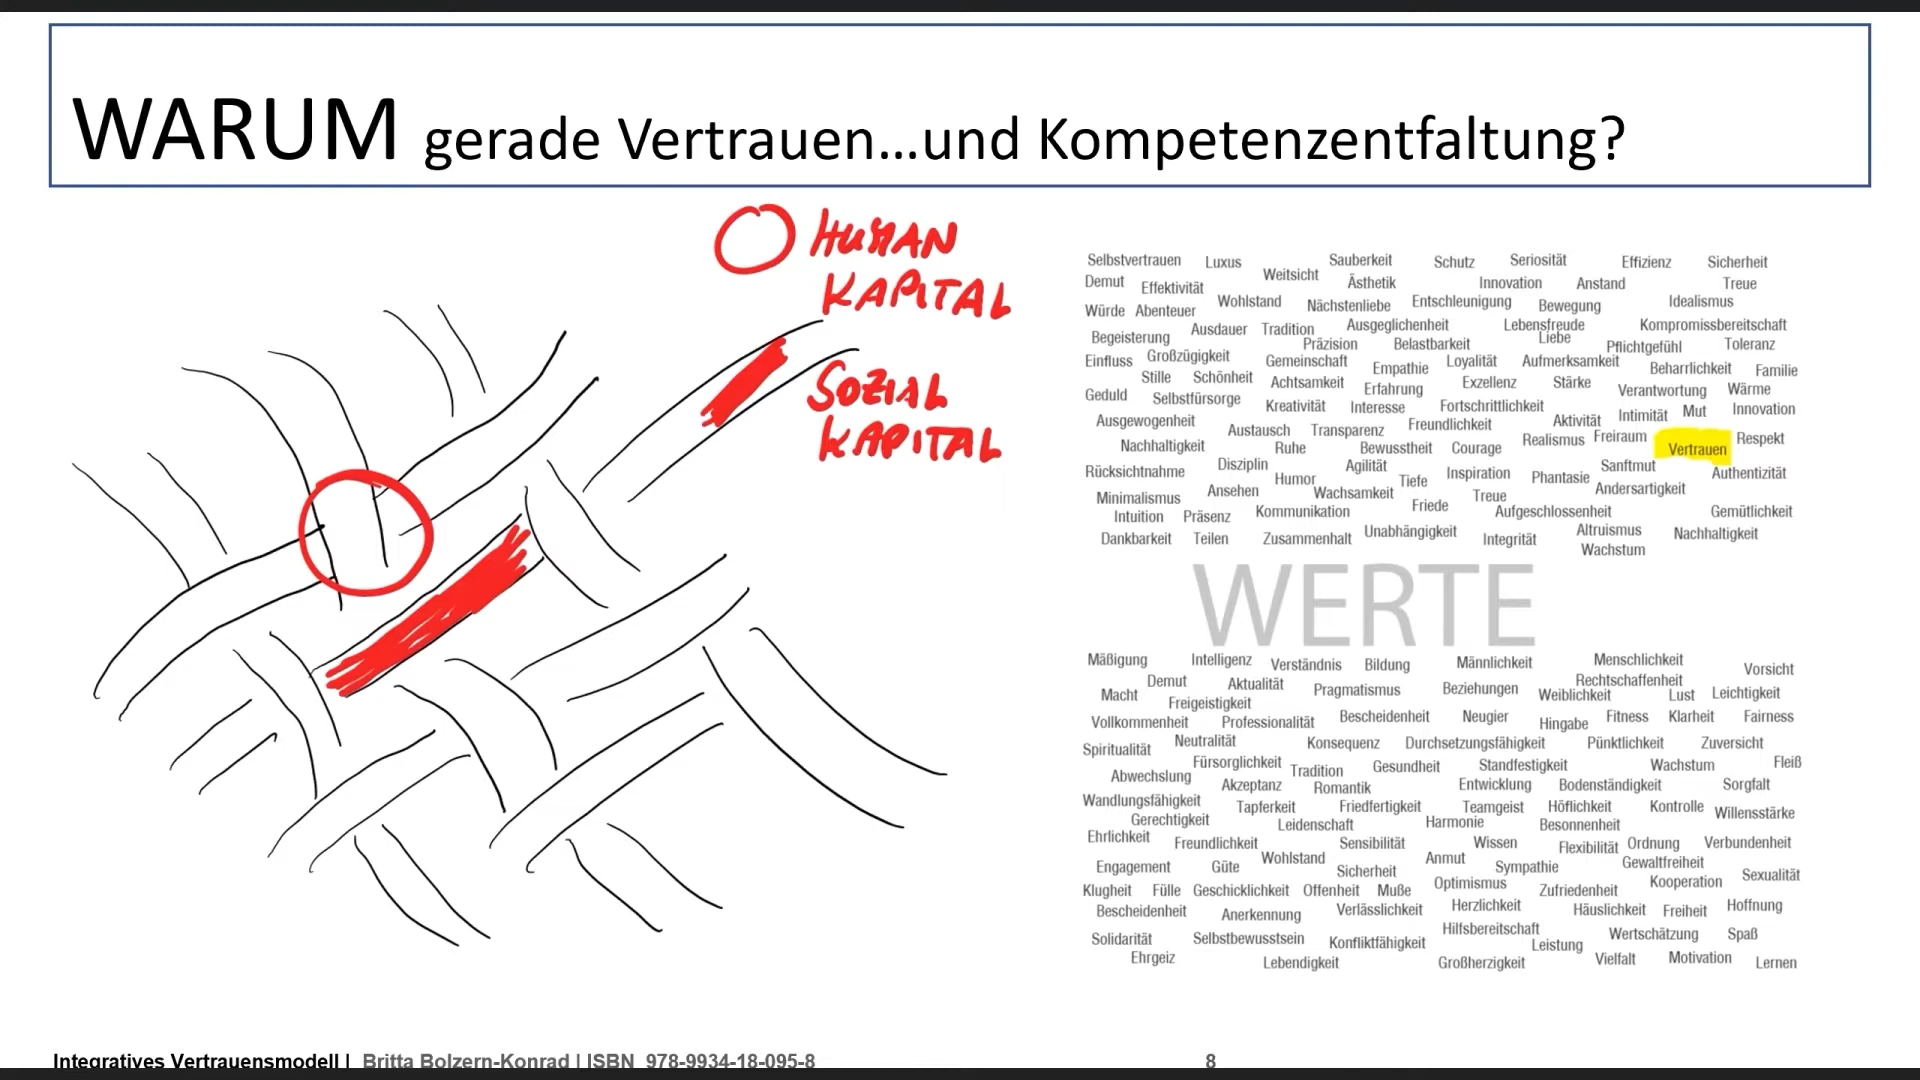 WARUM gerade Vertrauen...und Kompetenzentfaltung?
HUMAN
KAPITAL
SOZIAL
KAPITAL
Selbstvertrauen Luxus Sauberkeit Schutz Seriosität Effizienz Sicherheit
Demut Effektivität Weitsicht Ästhetik Innovation Anstand Treue
Würde Abenteuer Wohlstand Nächstenliebe Entschleunigung Bewegung Idealismus
Begeisterung Ausdauer Tradition Ausgeglichenheit Lebensfreude Kompromissbereitschaft
Präzision Belastbarkeit Liebe Pflichtgefühl Toleranz
Einfluss Großzügigkeit Gemeinschaft Empathie Loyalität Aufmerksamkeit Beharrlichkeit Familie
Stille Schönheit Achtsamkeit Erfahrung Exzellenz Stärke Verantwortung Wärme
Geduld Selbstfürsorge Kreativität Interesse Fortschrittlichkeit Intimität Mut Innovation
Ausgewogenheit Austausch Transparenz Freundlichkeit Aktivität
Nachhaltigkeit Ruhe Bewusstheit Courage Realismus Freiraum Vertrauen Respekt
Rücksichtnahme Disziplin Humor Agilität Tiefe Inspiration Phantasie Sanftmut Authentizität
Minimalismus Ansehen Wachsamkeit Treue Andersartigkeit
Intuition Präsenz Kommunikation Friede Aufgeschlossenheit Gemütlichkeit
Dankbarkeit Teilen Zusammenhalt Unabhängigkeit Integrität Altruismus Nachhaltigkeit
Wachstum
WERTE
Mäßigung Intelligenz Verständnis Bildung Männlichkeit Menschlichkeit Vorsicht
Demut Aktualität Pragmatismus Beziehungen Rechtschaffenheit
Macht Freigeistigkeit Weiblichkeit Lust Leichtigkeit
Vollkommenheit Professionalität Bescheidenheit Neugier Hingabe Fitness Klarheit Fairness
Spiritualität Neutralität Konsequenz Durchsetzungsfähigkeit Pünktlichkeit Zuversicht
Fürsorglichkeit Tradition Gesundheit Standfestigkeit Wachstum Fleiß
Abwechslung Akzeptanz Romantik Entwicklung Bodenständigkeit Sorgfalt
Wandlungsfähigkeit Tapferkeit Friedfertigkeit Teamgeist Höflichkeit Kontrolle Willensstärke
Gerechtigkeit Leidenschaft Harmonie Besonnenheit
Ehrlichkeit Freundlichkeit Sensibilität Wissen Flexibilität Ordnung Verbundenheit
Engagement Güte Wohlstand Sicherheit Anmut Sympathie Gewaltfreiheit Sexualität
Klugheit Fülle Geschicklichkeit Offenheit Muße Optimismus Zufriedenheit Kooperation
Bescheidenheit Anerkennung Verlässlichkeit Herzlichkeit Häuslichkeit Freiheit Hoffnung
Solidarität Selbstbewusstsein Konfliktfähigkeit Hilfsbereitschaft Leistung Wertschätzung Spaß
Ehrgeiz Lebendigkeit Großherzigkeit Vielfalt Motivation Lernen
Integratives Vertrauensmodell | Britta Bolzern-Konrad | ISBN 978-9934-18-095-8 8